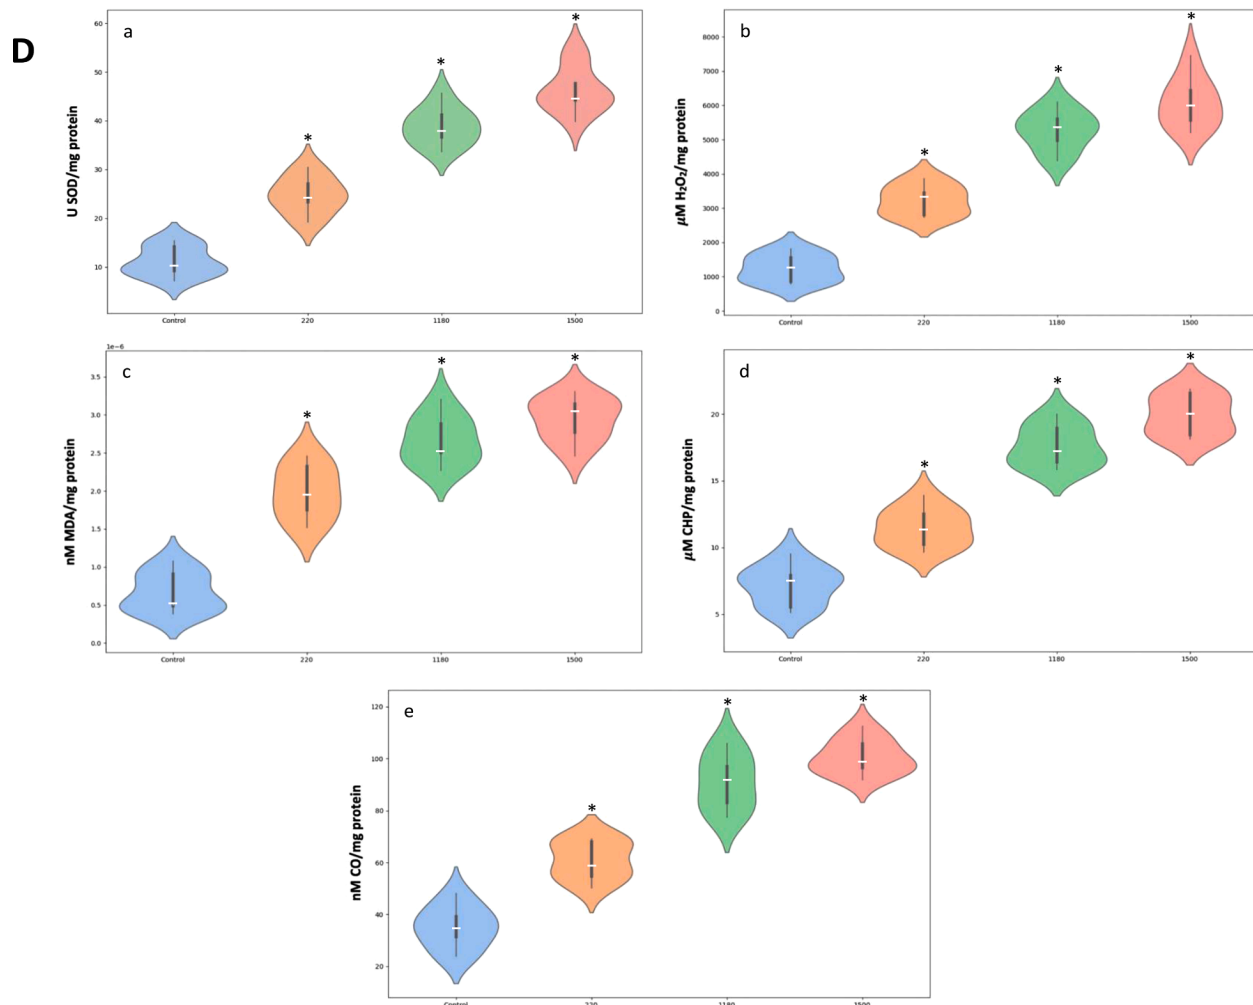 D
a
U SOD/mg protein
60
50
40
30
20
10
* * *
Control 220 1180 1500
b
µM H₂O₂/mg protein
8000
7000
6000
5000
4000
3000
2000
1000
0
* * *
Control 220 1180 1500
c
nM MDA/mg protein
1e−6
3.5
3.0
2.5
2.0
1.5
1.0
0.5
0.0
* * *
Control 220 1180 1500
d
µM CHP/mg protein
20
15
10
5
* * *
Control 220 1180 1500
e
nM CO/mg protein
120
100
80
60
40
20
* * *
Control 220 1180 1500